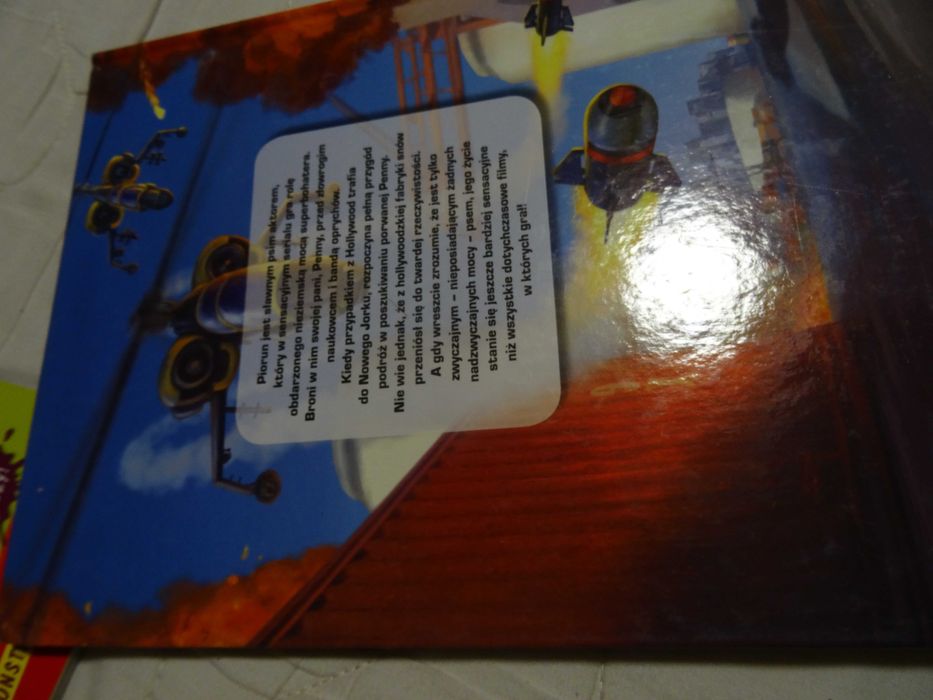 Piorun jest sławnym psim aktorem,
który w sensacyjnym serialu gra rolę
obdarzonego nieziemską mocą superbohatera.
Broni w nim swojej pani, Penny, przed złowrogim
naukowcem i bandą oprychów.
Kiedy przypadkiem z Hollywood trafia
do Nowego Jorku, rozpoczyna pełną przygód
podróż w poszukiwaniu porwanej Penny.
Nie wie jednak, że z hollywoodzkiej fabryki snów
przeniósł się do twardej rzeczywistości.
A gdy wreszcie zrozumie, że jest tylko
zwyczajnym – nieposiadającym żadnych
nadzwyczajnych mocy – psem, jego życie
stanie się jeszcze bardziej sensacyjne
niż wszystkie dotychczasowe filmy,
w których grał!